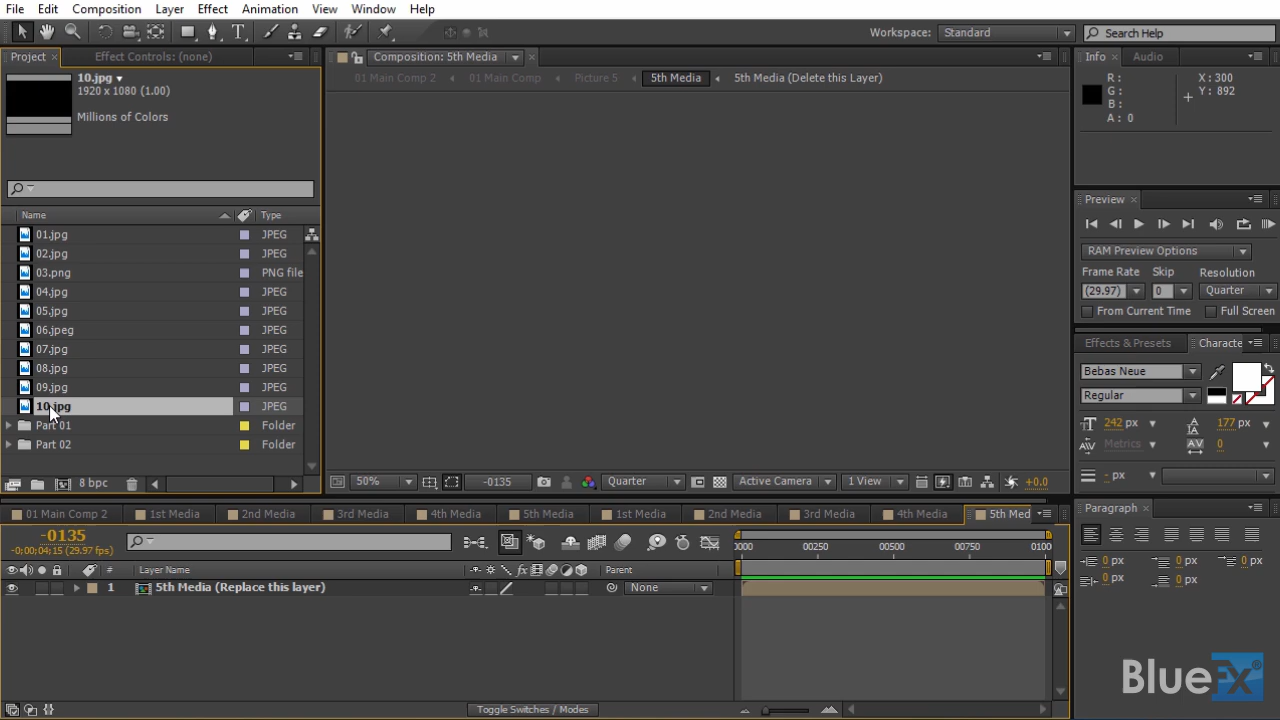 File Edit Composition Layer Effect Animation View Window Help
Workspace: Standard Search Help
Project × Effect Controls: (none)
10.jpg
1920 x 1080 (1.00)
Millions of Colors
Name Type
01.jpg JPEG
02.jpg JPEG
03.png PNG file
04.jpg JPEG
05.jpg JPEG
06.jpeg JPEG
07.jpg JPEG
08.jpg JPEG
09.jpg JPEG
10.jpg JPEG
Part 01 Folder
Part 02 Folder
8 bpc
Composition: 5th Media ×
01 Main Comp 2 01 Main Comp Picture 5 5th Media 5th Media (Delete this Layer)
50% -0135 Quarter Active Camera 1 View +0.0
Info × Audio
R: X: 300
G: Y: 892
B:
A: 0
Preview ×
RAM Preview Options
Frame Rate Skip Resolution
(29.97) 0 Quarter
From Current Time Full Screen
Effects & Presets Characte
Bebas Neue
Regular
242 px 177 px
Metrics 0
- px
Paragraph ×
0 px 0 px 0 px
0 px 0 px
01 Main Comp 2 1st Media 2nd Media 3rd Media 4th Media 5th Media 1st Media 2nd Media 3rd Media 4th Media 5th Med
-0135
-0;00;04;15 (29.97 fps)
0000 00250 00500 00750 0100
# Layer Name Parent
1 5th Media (Replace this layer) None
Toggle Switches / Modes
BlueFx®